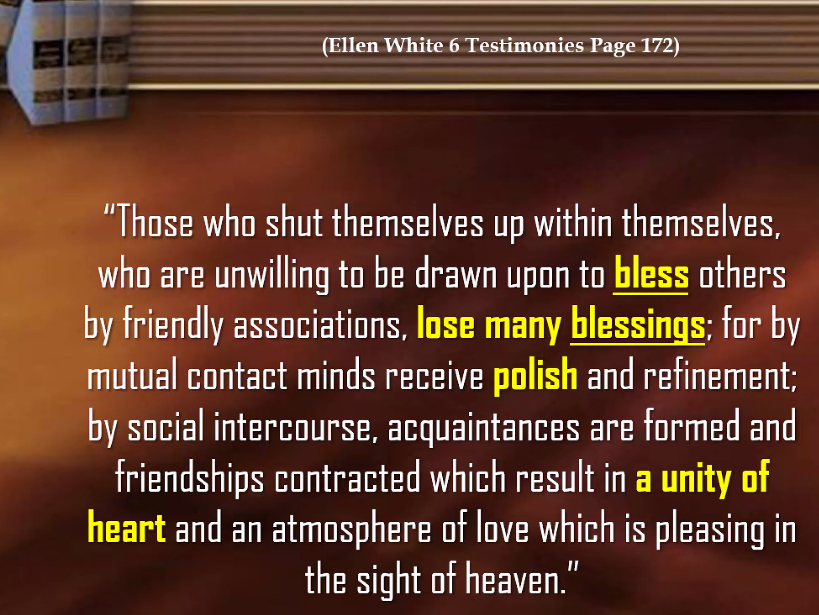 (Ellen White 6 Testimonies Page 172)
“Those who shut themselves up within themselves,
who are unwilling to be drawn upon to bless others
by friendly associations, lose many blessings; for by
mutual contact minds receive polish and refinement;
by social intercourse, acquaintances are formed and
friendships contracted which result in a unity of
heart and an atmosphere of love which is pleasing in
the sight of heaven.”